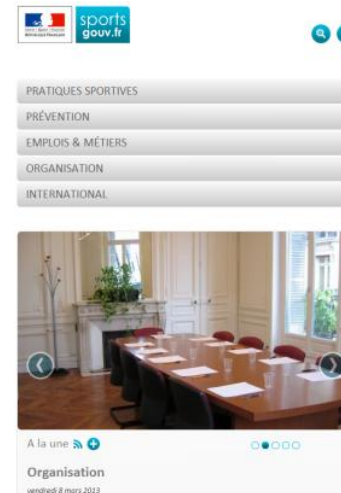 sports
gouv.fr
PRATIQUES SPORTIVES
PRÉVENTION
EMPLOIS & MÉTIERS
ORGANISATION
INTERNATIONAL
A la une
Organisation
vendredi 8 mars 2013